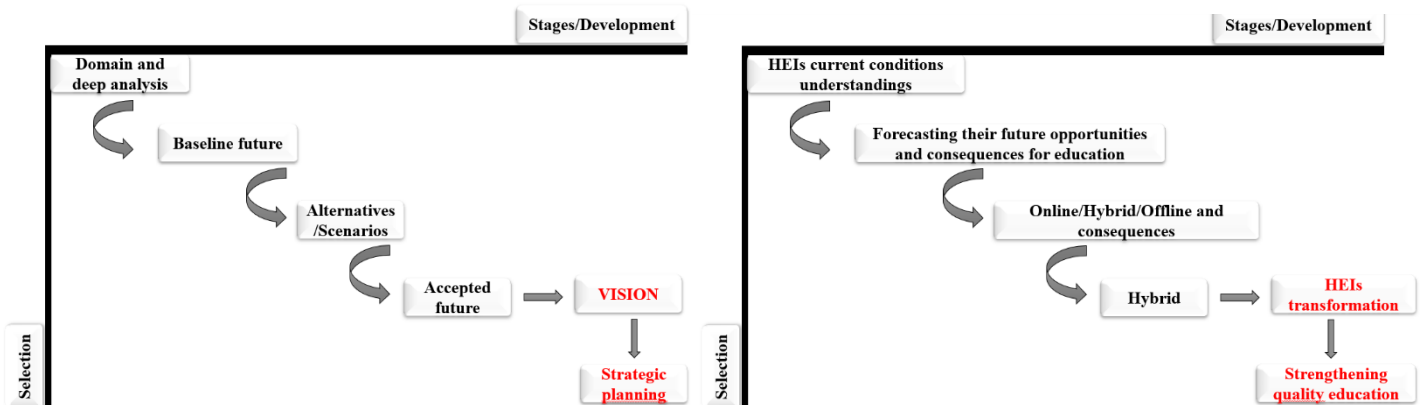 Stages/Development
Domain and
deep analysis
Baseline future
Alternatives
/Scenarios
Accepted
future
VISION
Strategic
planning
Selection
Stages/Development
HEIs current conditions
understandings
Forecasting their future opportunities
and consequences for education
Online/Hybrid/Offline and
consequences
Hybrid
HEIs
transformation
Strengthening
quality education
Selection